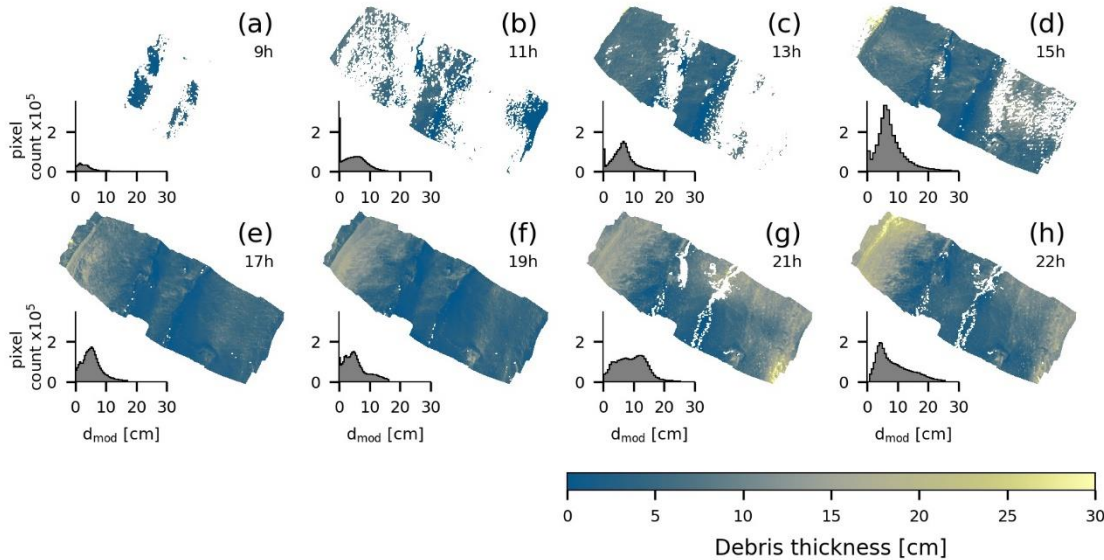 (a)
9h
(b)
11h
(c)
13h
(d)
15h
pixel
count x10⁵
2
0
0 10 20 30
2
0
0 10 20 30
2
0
0 10 20 30
2
0
0 10 20 30
(e)
17h
(f)
19h
(g)
21h
(h)
22h
pixel
count x10⁵
2
0
0 10 20 30
d_mod [cm]
2
0
0 10 20 30
d_mod [cm]
2
0
0 10 20 30
d_mod [cm]
2
0
0 10 20 30
d_mod [cm]
0 5 10 15 20 25 30
Debris thickness [cm]